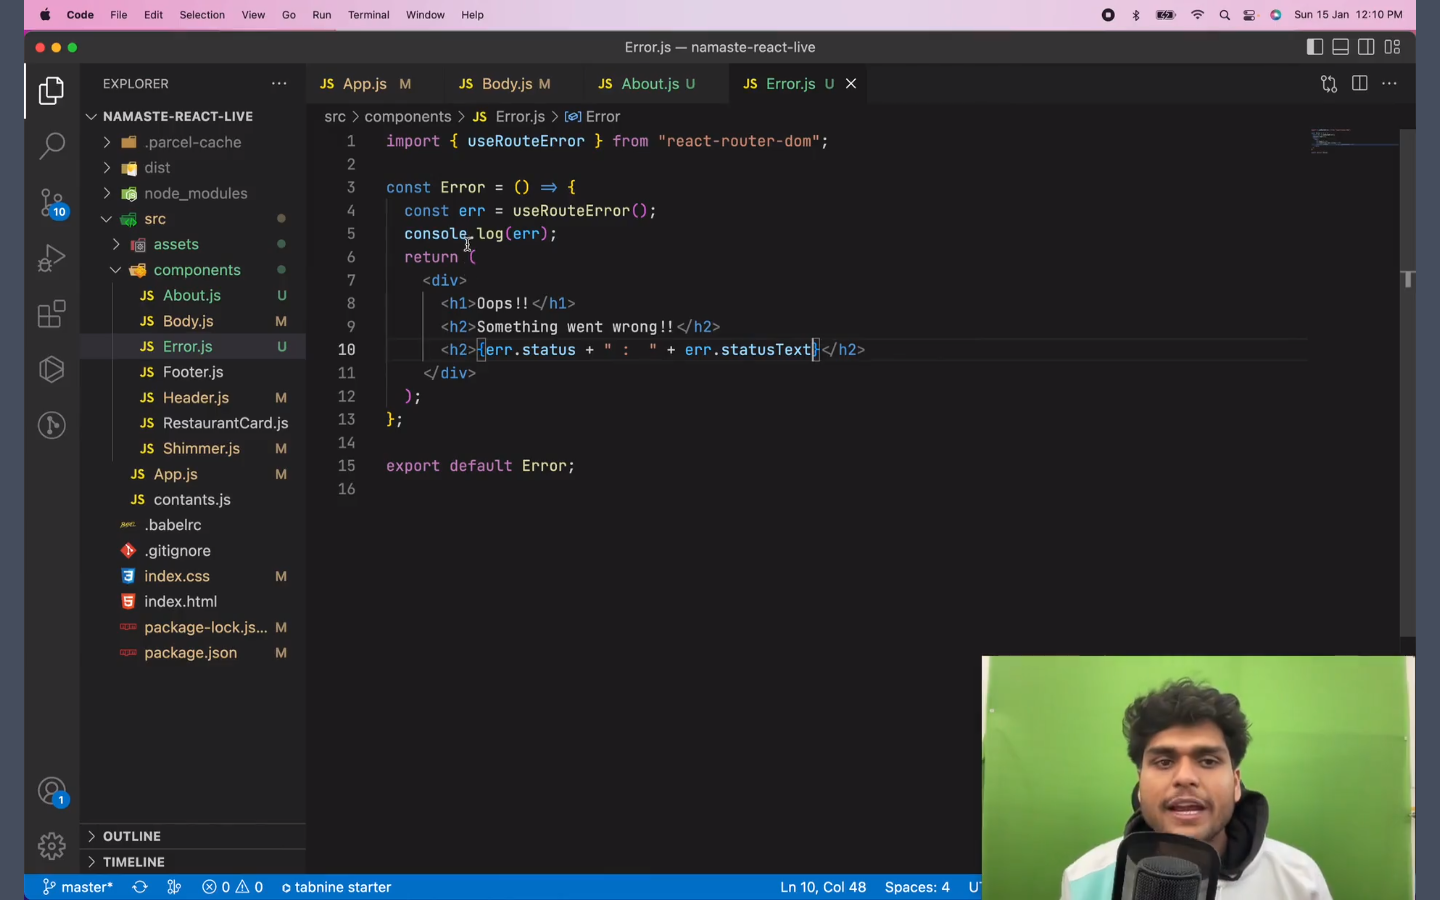 Code File Edit Selection View Go Run Terminal Window Help Sun 15 Jan 12:10 PM
Error.js — namaste-react-live
EXPLORER
JS App.js M JS Body.js M JS About.js U JS Error.js U
NAMASTE-REACT-LIVE
src > components > JS Error.js > Error
.parcel-cache
dist
node_modules
src
assets
components
JS About.js U
JS Body.js M
JS Error.js U
JS Footer.js
JS Header.js M
JS RestaurantCard.js
JS Shimmer.js M
JS App.js M
JS contants.js
.babelrc
.gitignore
index.css M
index.html
package-lock.js... M
package.json M
OUTLINE
TIMELINE
10
1
1 import { useRouteError } from "react-router-dom";
2
3 const Error = () => {
4 const err = useRouteError();
5 console.log(err);
6 return (
7 <div>
8 <h1>Oops!!</h1>
9 <h2>Something went wrong!!</h2>
10 <h2>{err.status + " :  " + err.statusText}</h2>
11 </div>
12 );
13 };
14
15 export default Error;
16
master* 0 0 tabnine starter Ln 10, Col 48 Spaces: 4